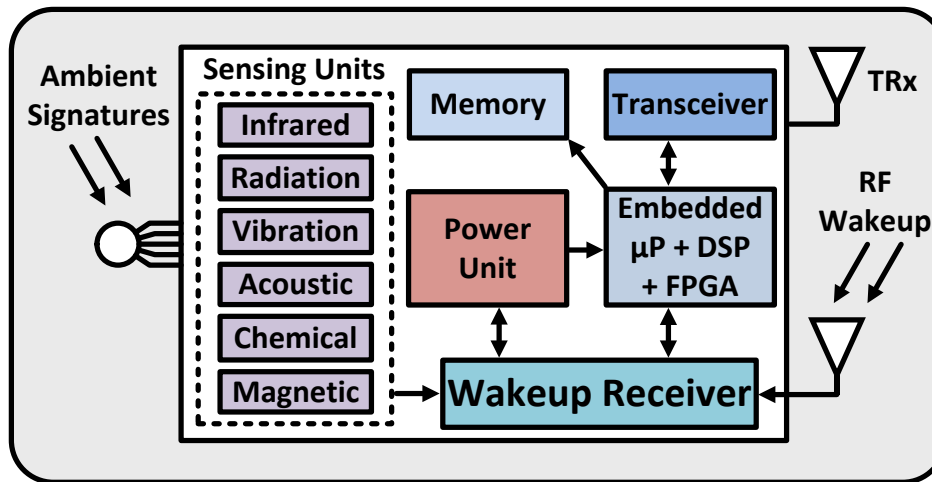 Ambient
Signatures
Sensing Units
Infrared
Radiation
Vibration
Acoustic
Chemical
Magnetic
Memory
Transceiver
Power
Unit
Embedded
µP + DSP
+ FPGA
Wakeup Receiver
TRx
RF
Wakeup